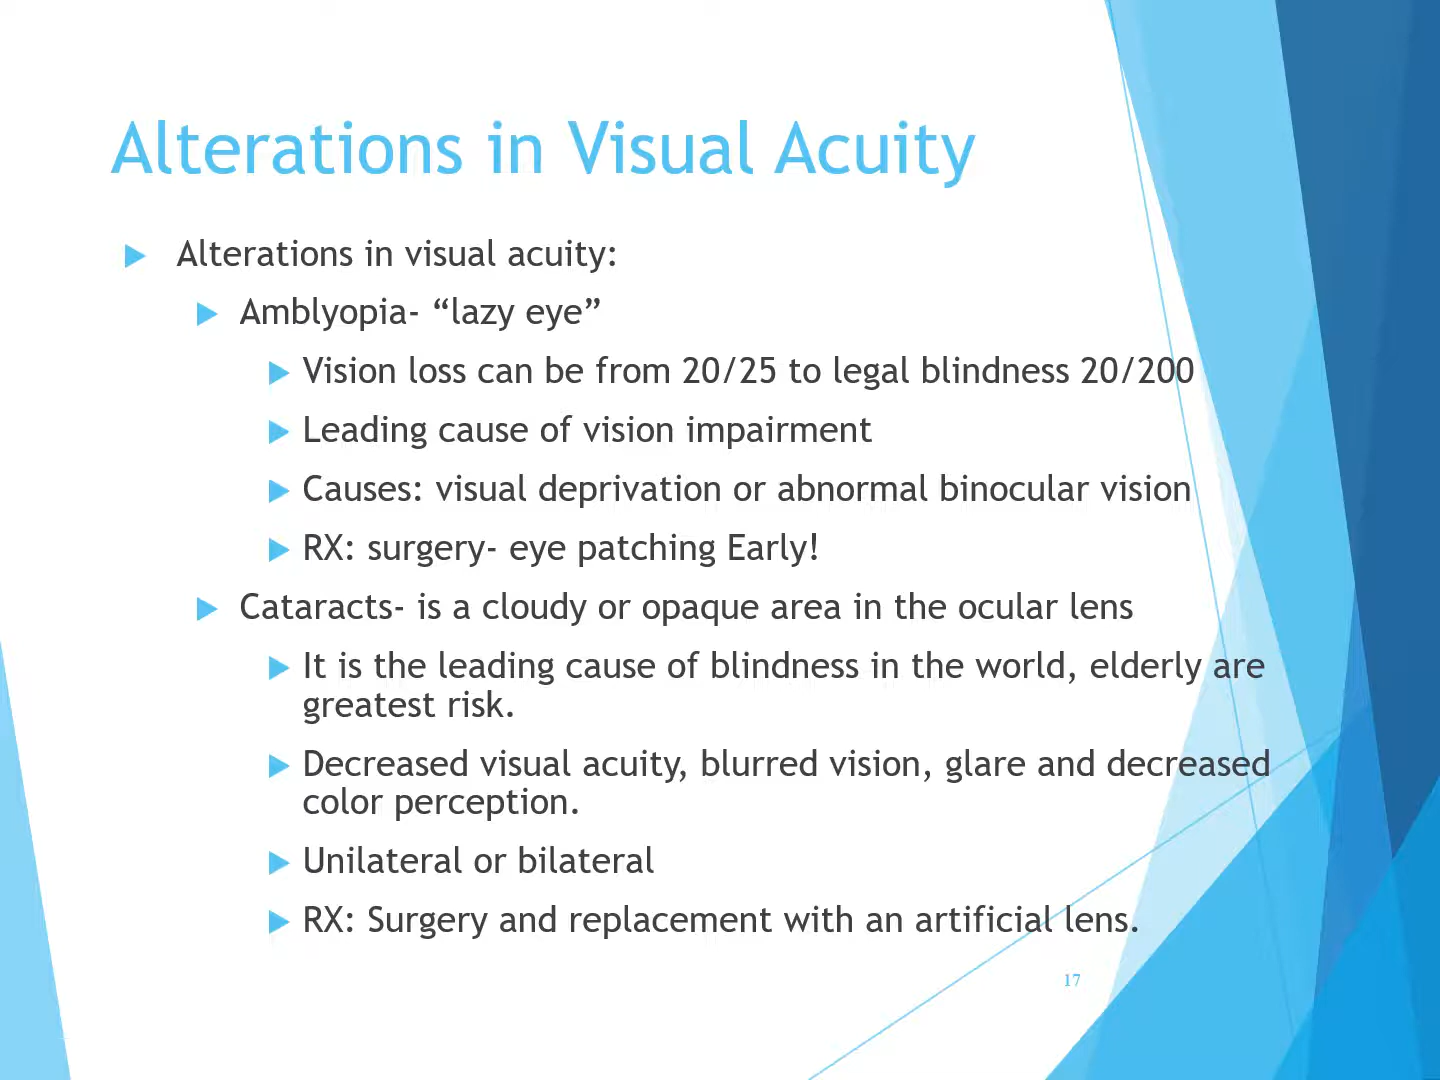 Alterations in Visual Acuity
Alterations in visual acuity:
Amblyopia- “lazy eye”
Vision loss can be from 20/25 to legal blindness 20/200
Leading cause of vision impairment
Causes: visual deprivation or abnormal binocular vision
RX: surgery- eye patching Early!
Cataracts- is a cloudy or opaque area in the ocular lens
It is the leading cause of blindness in the world, elderly are
greatest risk.
Decreased visual acuity, blurred vision, glare and decreased
color perception.
Unilateral or bilateral
RX: Surgery and replacement with an artificial lens.
17